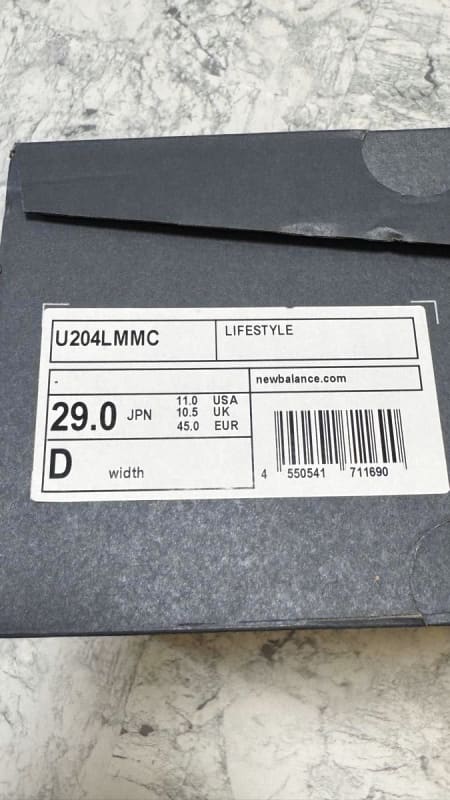 U204LMMC
LIFESTYLE
-
newbalance.com
29.0 JPN
11.0 USA
10.5 UK
45.0 EUR
D width
4 550541 711690